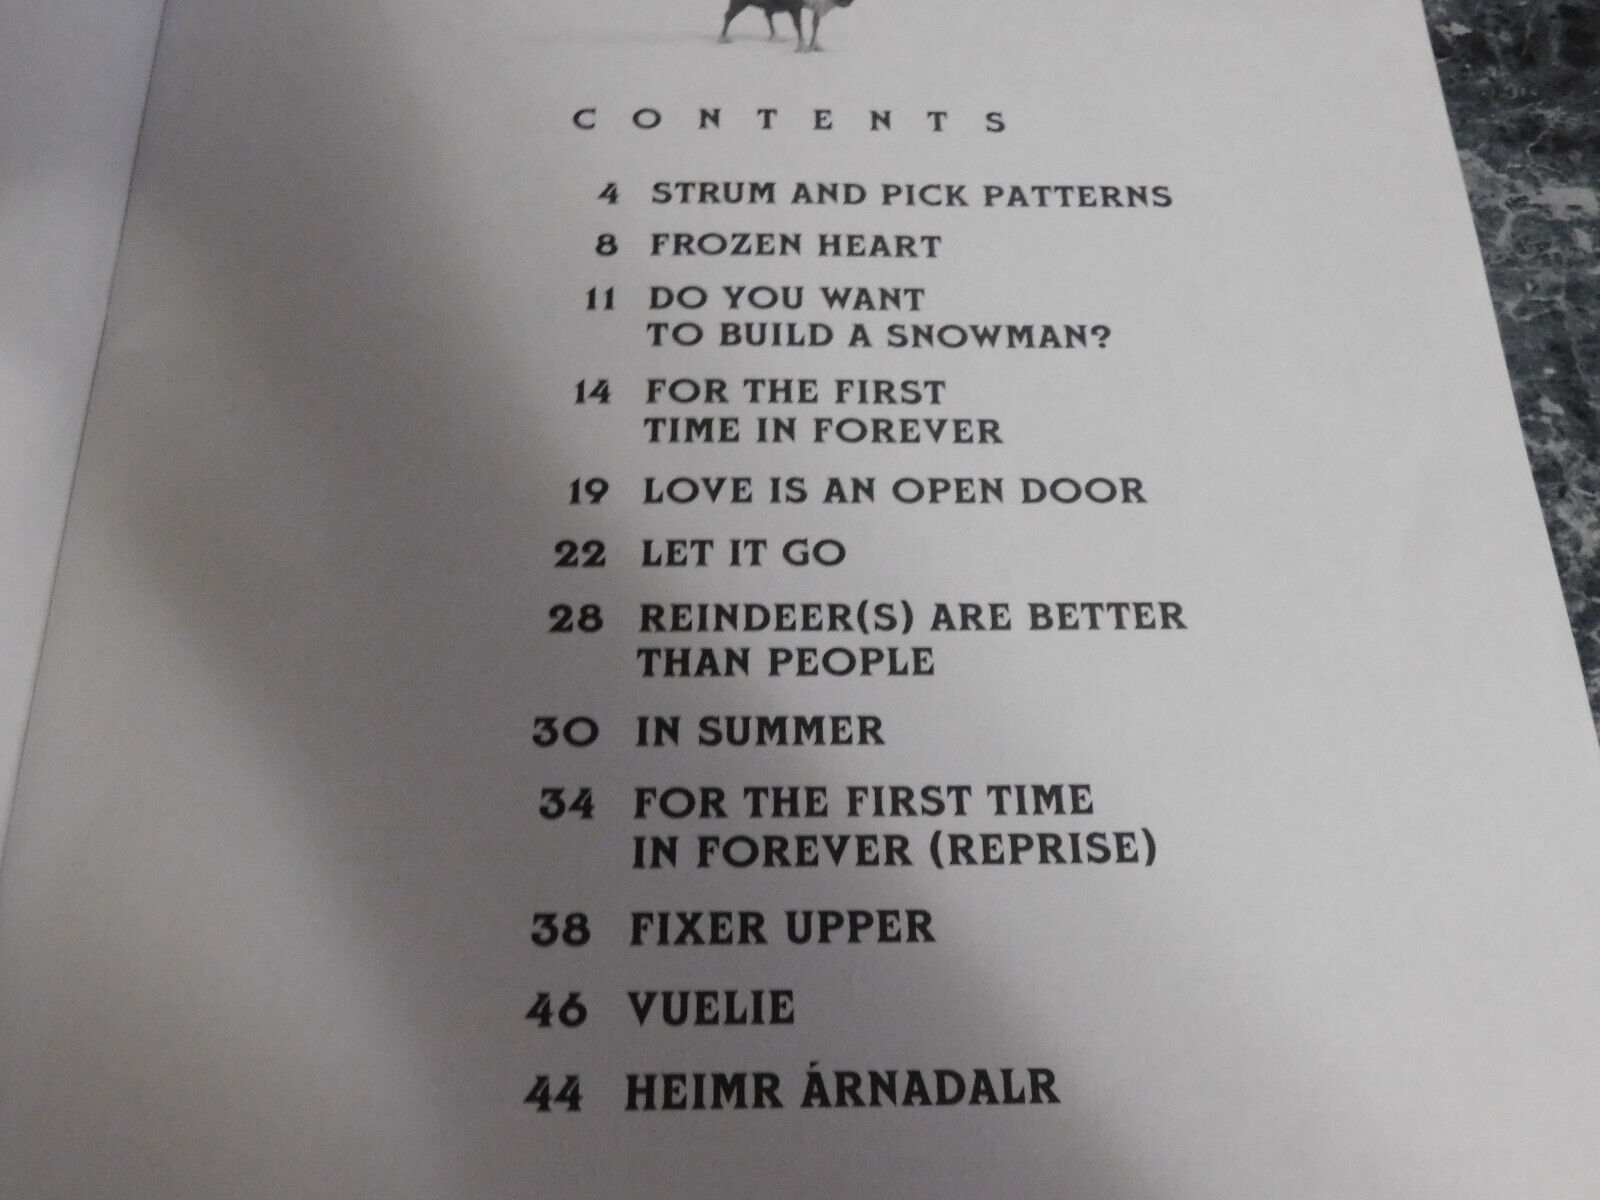 CONTENTS
4 STRUM AND PICK PATTERNS
8 FROZEN HEART
11 DO YOU WANT
TO BUILD A SNOWMAN?
14 FOR THE FIRST
TIME IN FOREVER
19 LOVE IS AN OPEN DOOR
22 LET IT GO
28 REINDEER(S) ARE BETTER
THAN PEOPLE
30 IN SUMMER
34 FOR THE FIRST TIME
IN FOREVER (REPRISE)
38 FIXER UPPER
46 VUELIE
44 HEIMR ÁRNADALR